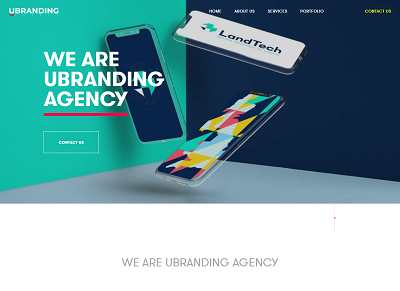 UBRANDING
HOME ABOUT US SERVICES PORTFOLIO CONTACT US
LandTech
WE ARE
UBRANDING
AGENCY
CONTACT US
WE ARE UBRANDING AGENCY